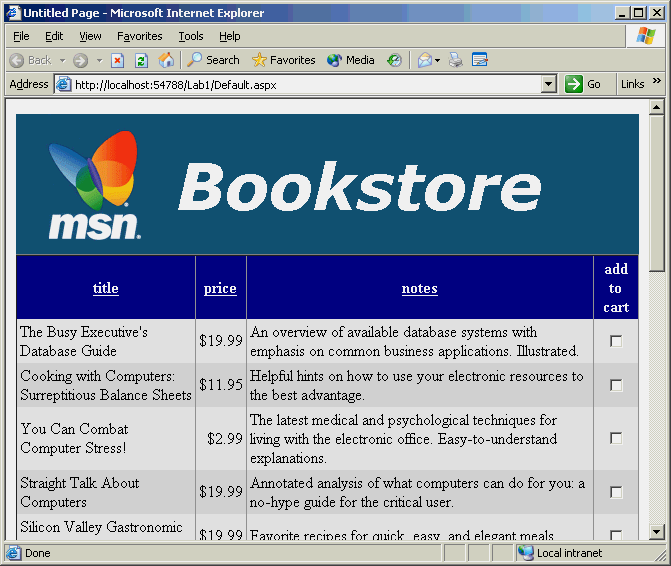 Untitled Page - Microsoft Internet Explorer
File Edit View Favorites Tools Help
Back Search Favorites Media
Address http://localhost:54788/Lab1/Default.aspx Go Links »
msn Bookstore
title price notes add
to
cart
The Busy Executive's
Database Guide
$19.99
An overview of available database systems with
emphasis on common business applications. Illustrated.
Cooking with Computers:
Surreptitious Balance Sheets
$11.95
Helpful hints on how to use your electronic resources to
the best advantage.
You Can Combat
Computer Stress!
$2.99
The latest medical and psychological techniques for
living with the electronic office. Easy-to-understand
explanations.
Straight Talk About
Computers
$19.99
Annotated analysis of what computers can do for you: a
no-hype guide for the critical user.
Silicon Valley Gastronomic
$19.99
Favorite recipes for quick, easy, and elegant meals
Done Local intranet